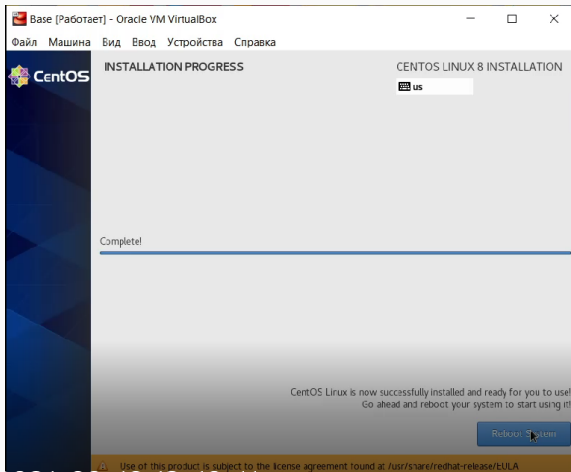 Base [Работает] - Oracle VM VirtualBox
Файл Машина Вид Ввод Устройства Справка
CentOS
INSTALLATION PROGRESS
CENTOS LINUX 8 INSTALLATION
us
Complete!
CentOS Linux is now successfully installed and ready for you to use!
Go ahead and reboot your system to start using it!
Reboot System
Use of this product is subject to the license agreement found at /usr/share/redhat-release/EULA